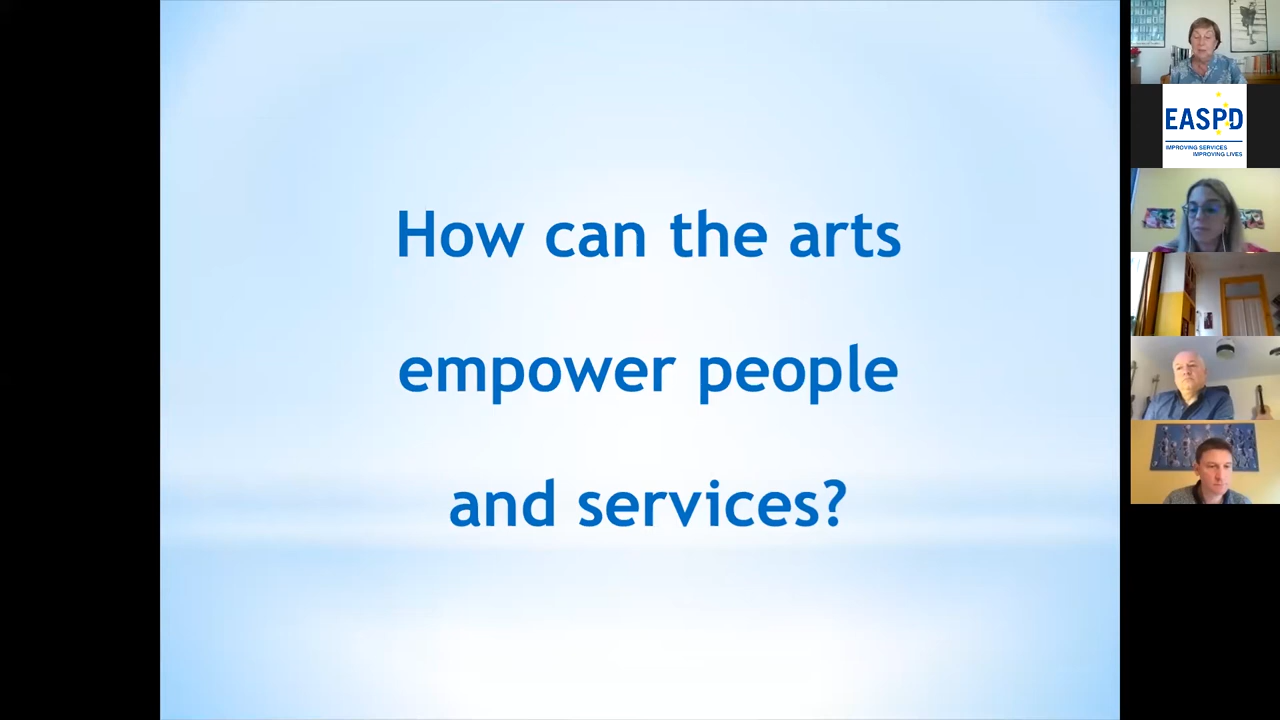 How can the arts
empower people
and services?
EASPD
IMPROVING SERVICES
IMPROVING LIVES